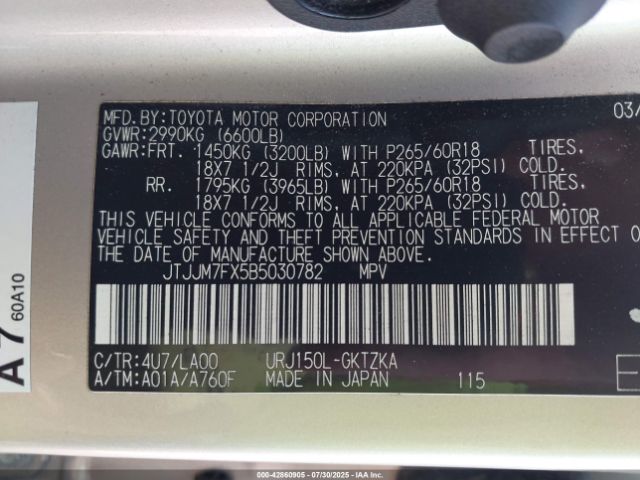 MFD. BY: TOYOTA MOTOR CORPORATION 03/
GVWR: 2990KG (6600LB)
GAWR: FRT. 1450KG (3200LB) WITH P265/60R18 TIRES,
18X7 1/2J RIMS, AT 220KPA (32PSI) COLD.
RR. 1795KG (3965LB) WITH P265/60R18 TIRES,
18X7 1/2J RIMS, AT 220KPA (32PSI) COLD.
THIS VEHICLE CONFORMS TO ALL APPLICABLE FEDERAL MOTOR
VEHICLE SAFETY AND THEFT PREVENTION STANDARDS IN EFFECT O
THE DATE OF MANUFACTURE SHOWN ABOVE.
JTJJM7FX5B5030782 MPV
C/TR: 4U7/LA00 URJ150L-GKTZKA
A/TM: A01A/A760F MADE IN JAPAN 115
E
A7
60A10
000-42860905 - 07/30/2025 - IAAI.COM